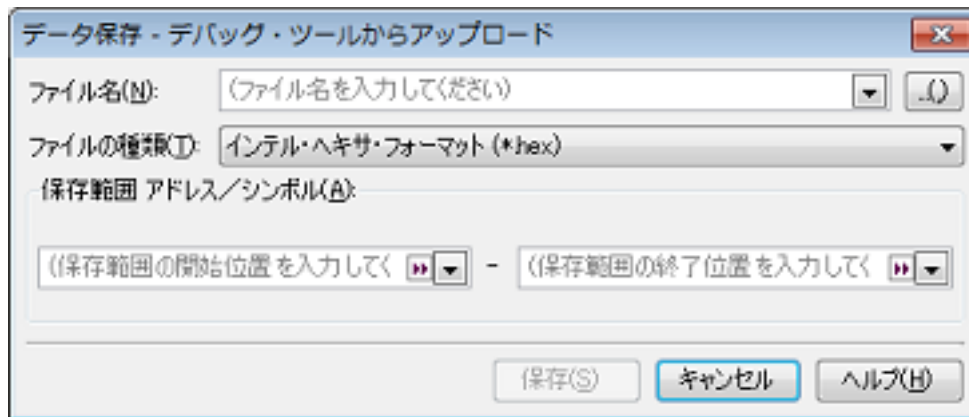 データ保存 - デバッグ・ツールからアップロード
ファイル名(N): (ファイル名を入力してください) ...()
ファイルの種類(T): インテル・ヘキサ・フォーマット (*.hex)
保存範囲 アドレス／シンボル(A):
(保存範囲の開始位置を入力してく - (保存範囲の終了位置を入力してく
保存(S) キャンセル ヘルプ(H)